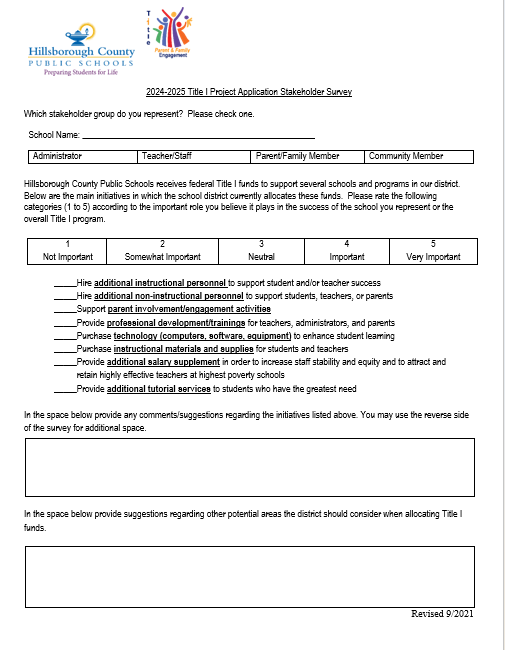 Hillsborough County
PUBLIC SCHOOLS
Preparing Students for Life
Title
Parent & Family
Engagement
2024-2025 Title I Project Application Stakeholder Survey
Which stakeholder group do you represent? Please check one.
School Name: ____________________
Administrator Teacher/Staff Parent/Family Member Community Member
Hillsborough County Public Schools receives federal Title I funds to support several schools and programs in our district.
Below are the main initiatives in which the school district currently allocates these funds. Please rate the following
categories (1 to 5) according to the important role you believe it plays in the success of the school you represent or the
overall Title I program.
1 2 3 4 5
Not Important Somewhat Important Neutral Important Very Important
_____Hire additional instructional personnel to support student and/or teacher success
_____Hire additional non-instructional personnel to support students, teachers, or parents
_____Support parent involvement/engagement activities
_____Provide professional development/trainings for teachers, administrators, and parents
_____Purchase technology (computers, software, equipment) to enhance student learning
_____Purchase instructional materials and supplies for students and teachers
_____Provide additional salary supplement in order to increase staff stability and equity and to attract and
retain highly effective teachers at highest poverty schools
_____Provide additional tutorial services to students who have the greatest need
In the space below provide any comments/suggestions regarding the initiatives listed above. You may use the reverse side
of the survey for additional space.
In the space below provide suggestions regarding other potential areas the district should consider when allocating Title I
funds.
Revised 9/2021